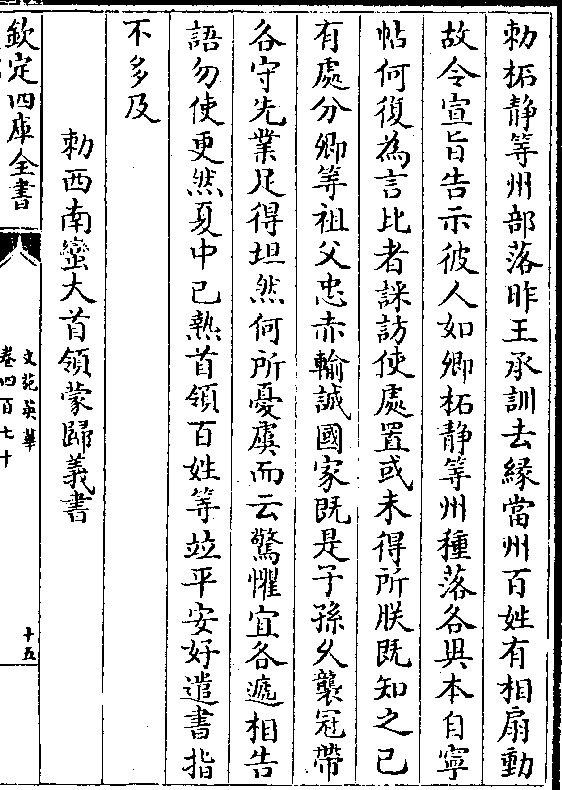 勑柘静等州部落昨王承訓去緣當州百姓有相扇動
故令宣旨告示彼人如卿柘静等州種落各與本自寧
帖何復為言比者採訪使處置或未得所朕既知之已
有處分卿等祖父忠赤輸誠國家既是子孫久襲冠帶
各守先業足得坦然何所憂虞而云驚懼宜各遞相告
語勿使更然夏中已熱首領百姓等竝平安好遣書指
不多及
勑西南蠻大首領蒙歸義書
欽定四庫全書
文苑英華
卷四百七十
十五